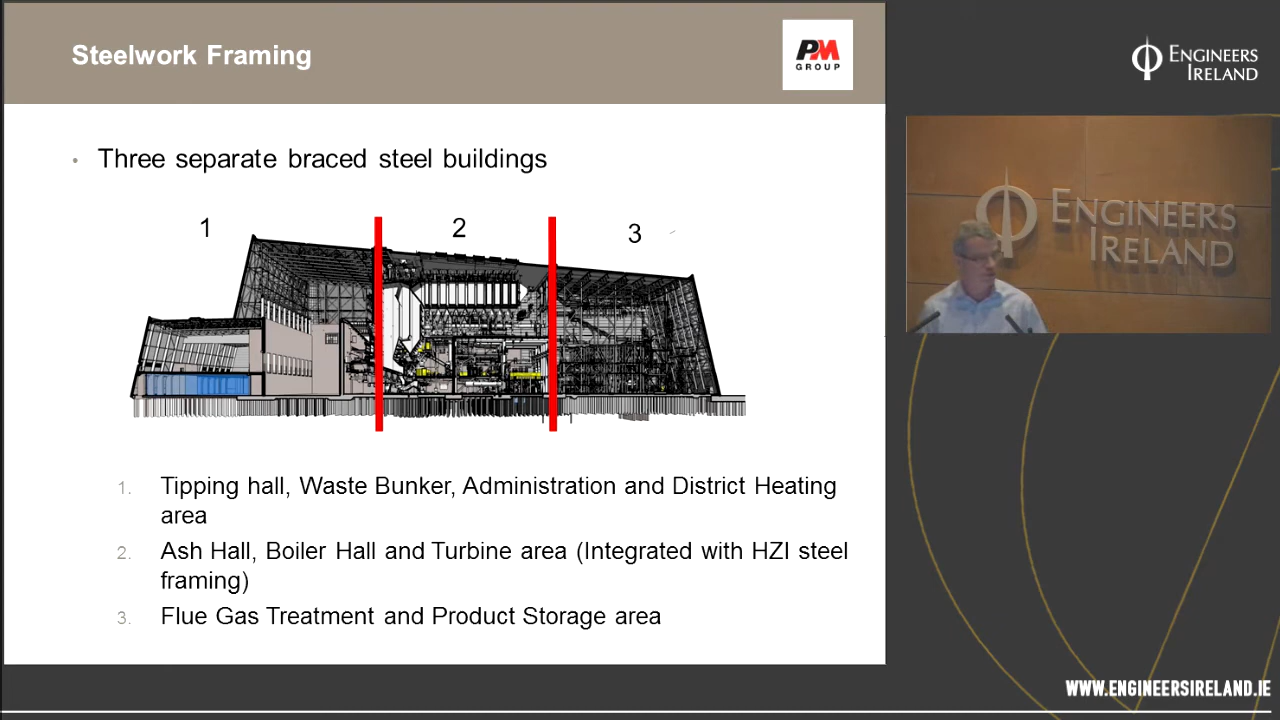 Steelwork Framing
PM
GROUP
ENGINEERS
IRELAND
• Three separate braced steel buildings
1
2
3
ENGINEERS
IRELAND
1. Tipping hall, Waste Bunker, Administration and District Heating
area
2. Ash Hall, Boiler Hall and Turbine area (Integrated with HZI steel
framing)
3. Flue Gas Treatment and Product Storage area
WWW.ENGINEERSIRELAND.IE